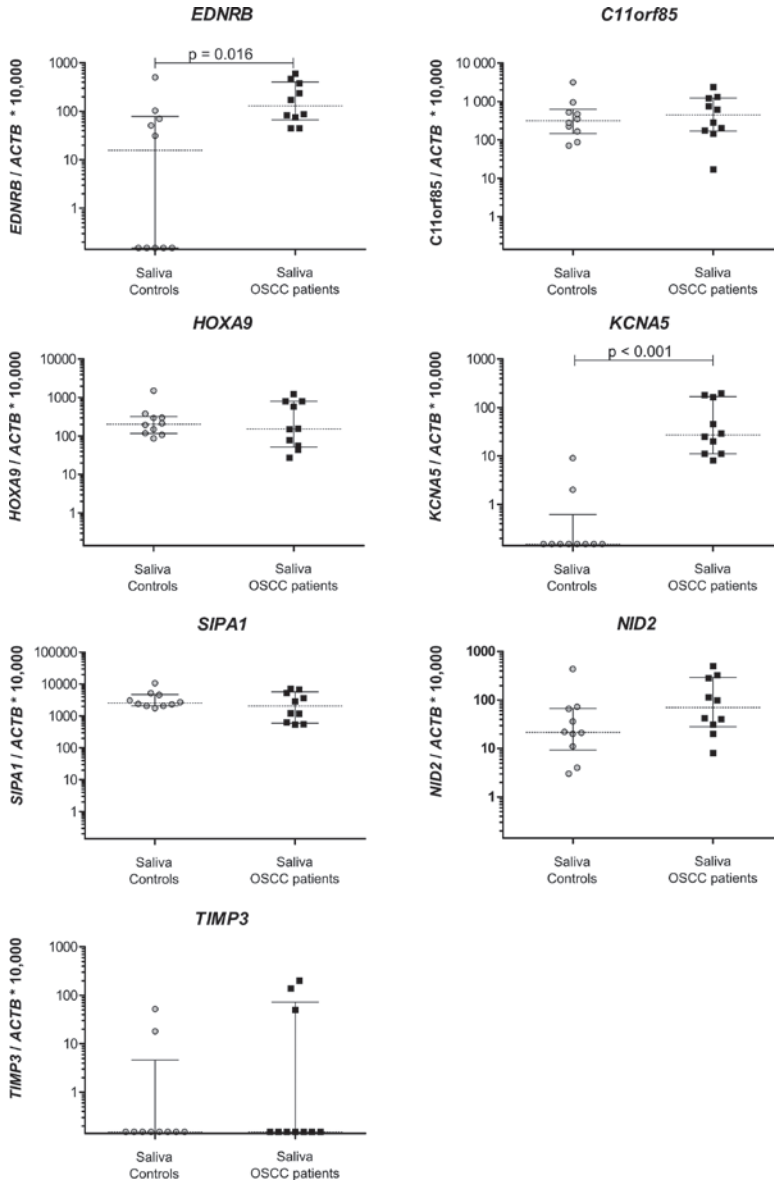 EDNRB
p = 0.016
EDNRB / ACTB * 10,000
1000
100
10
1
Saliva
Controls
Saliva
OSCC patients
C11orf85
C11orf85 / ACTB * 10,000
10 000
1 000
100
10
1
Saliva
Controls
Saliva
OSCC patients
HOXA9
HOXA9 / ACTB * 10,000
10000
1000
100
10
1
Saliva
Controls
Saliva
OSCC patients
KCNA5
p < 0.001
KCNA5 / ACTB * 10,000
1000
100
10
1
Saliva
Controls
Saliva
OSCC patients
SIPA1
SIPA1 / ACTB * 10,000
100000
10000
1000
100
10
1
Saliva
Controls
Saliva
OSCC patients
NID2
NID2 / ACTB * 10,000
1000
100
10
1
Saliva
Controls
Saliva
OSCC patients
TIMP3
TIMP3 / ACTB * 10,000
1000
100
10
1
Saliva
Controls
Saliva
OSCC patients